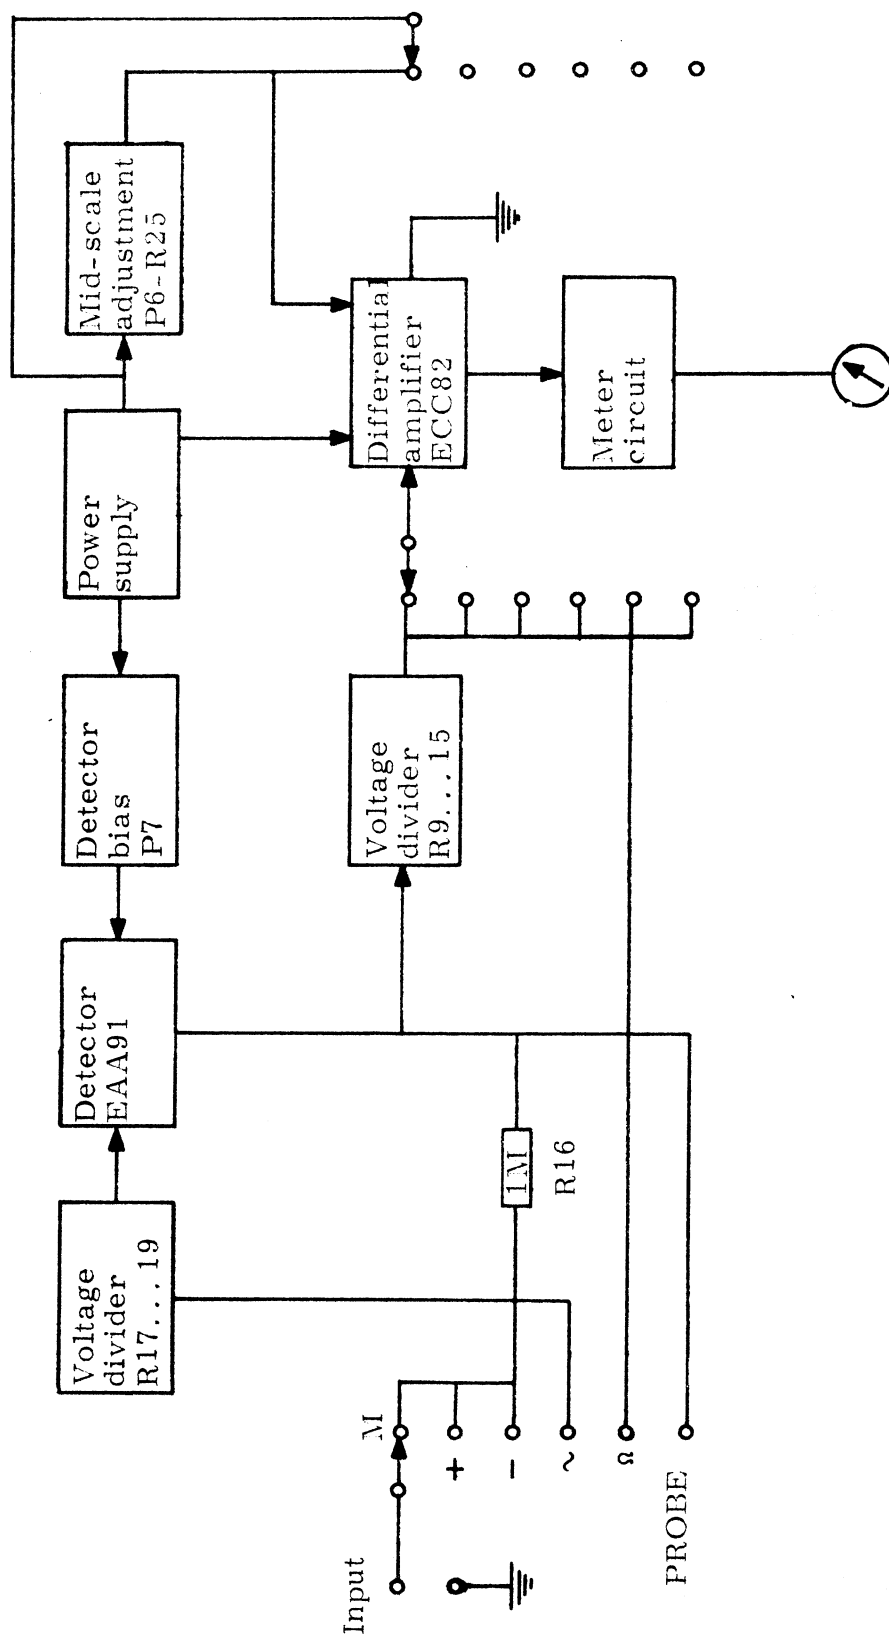 Voltage
divider
R17...19
Detector
EAA91
Detector
bias
P7
Power
supply
Mid-scale
adjustment
P6-R25
Input
M
+
-
~
Ω
PROBE
1M
R16
Voltage
divider
R9...15
Differential
amplifier
ECC82
Meter
circuit